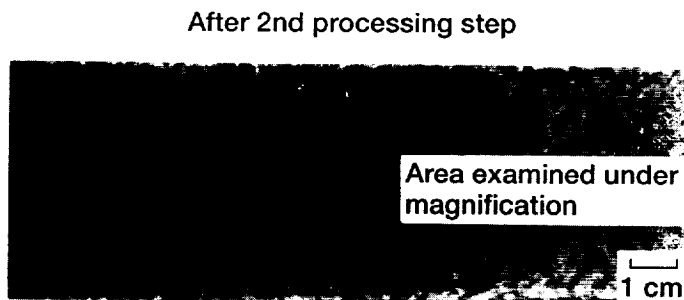 After 2nd processing step
Area examined under
magnification
1 cm